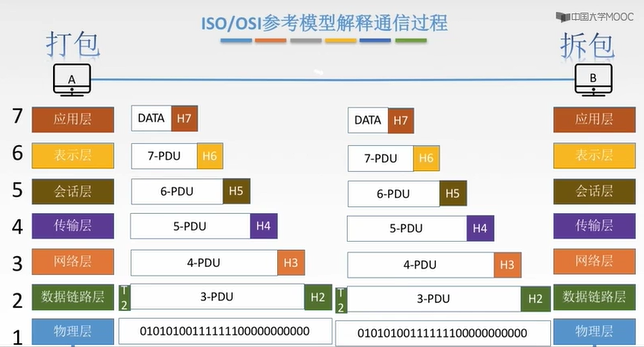 ISO/OSI参考模型解释通信过程
中国大学MOOC
打包
拆包
A
B
7 应用层 DATA H7 DATA H7 应用层
6 表示层 7-PDU H6 7-PDU H6 表示层
5 会话层 6-PDU H5 6-PDU H5 会话层
4 传输层 5-PDU H4 5-PDU H4 传输层
3 网络层 4-PDU H3 4-PDU H3 网络层
2 数据链路层 T2 3-PDU H2 T2 3-PDU H2 数据链路层
1 物理层 01010100111111100000000000 01010100111111100000000000 物理层